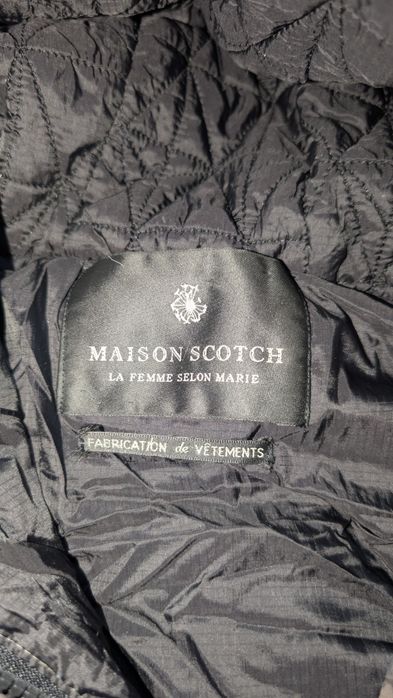 MAISON SCOTCH
LA FEMME SELON MARIE
FABRICATION de VÊTEMENTS